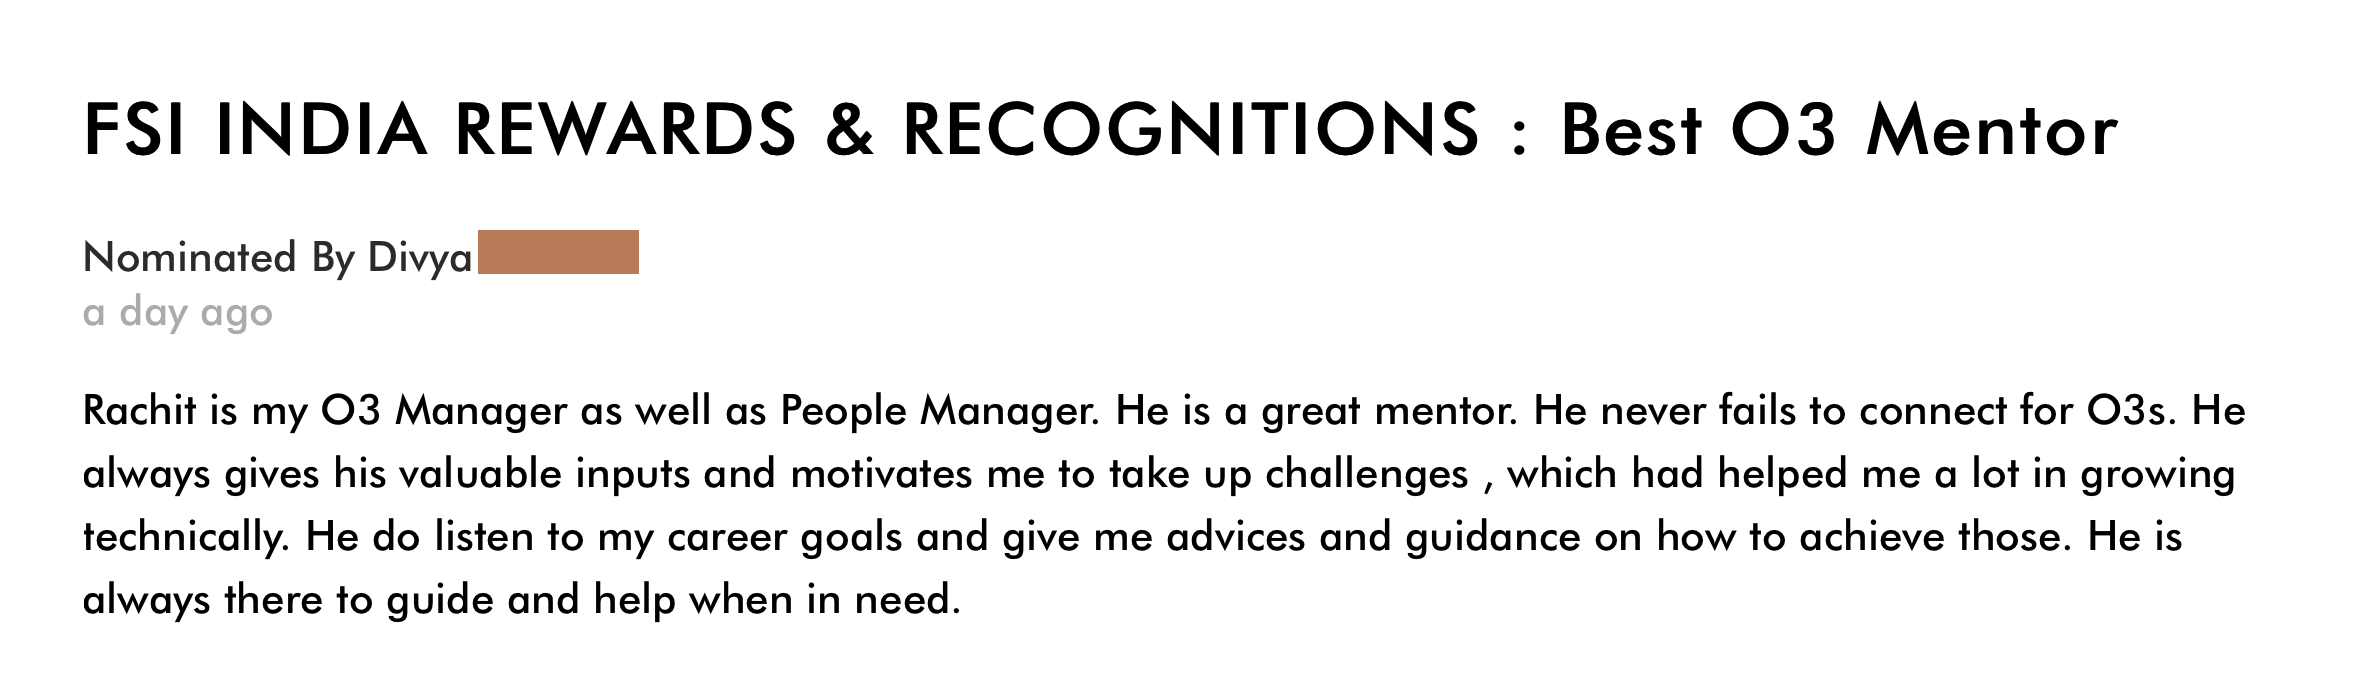 FSI INDIA REWARDS & RECOGNITIONS : Best O3 Mentor
Nominated By Divya
a day ago
Rachit is my O3 Manager as well as People Manager. He is a great mentor. He never fails to connect for O3s. He
always gives his valuable inputs and motivates me to take up challenges , which had helped me a lot in growing
technically. He do listen to my career goals and give me advices and guidance on how to achieve those. He is
always there to guide and help when in need.